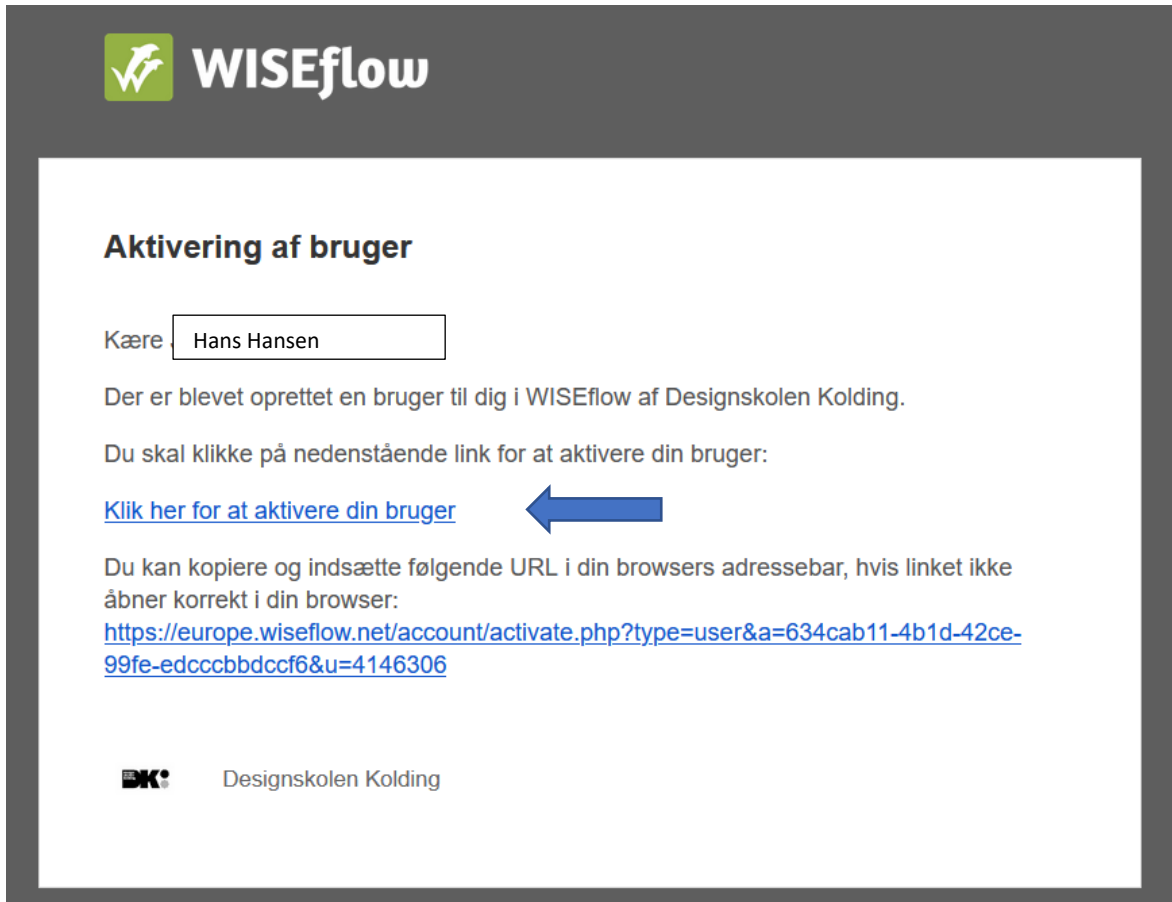 WISEflow
Aktivering af bruger
Kære Hans Hansen
Der er blevet oprettet en bruger til dig i WISEflow af Designskolen Kolding.
Du skal klikke på nedenstående link for at aktivere din bruger:
Klik her for at aktivere din bruger
Du kan kopiere og indsætte følgende URL i din browsers adressebar, hvis linket ikke
åbner korrekt i din browser:
https://europe.wiseflow.net/account/activate.php?type=user&a=634cab11-4b1d-42ce-
99fe-edcccbbdccf6&u=4146306
DK: Designskolen Kolding